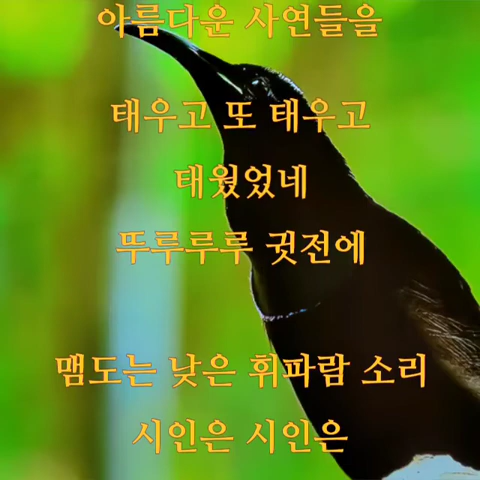 아름다운 사연들을
태우고 또 태우고
태웠었네
뚜루루루 귓전에
맴도는 낮은 휘파람 소리
시인은 시인은